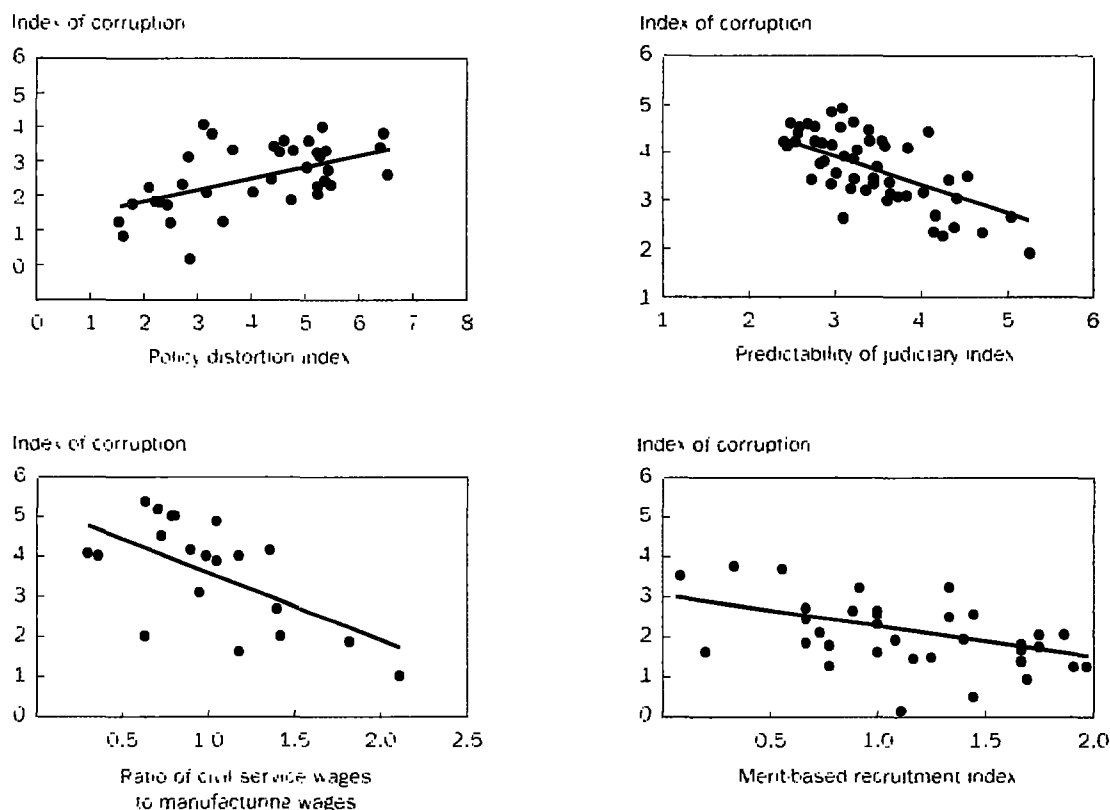 Index of corruption
6
5
4
3
2
1
0
0 1 2 3 4 5 6 7 8
Policy distortion index
Index of corruption
6
5
4
3
2
1
1 2 3 4 5 6
Predictability of judiciary index
Index of corruption
6
5
4
3
2
1
0
0.5 1.0 1.5 2.0 2.5
Ratio of civil service wages
to manufacturing wages
Index of corruption
6
5
4
3
2
1
0
0.5 1.0 1.5 2.0
Merit-based recruitment index